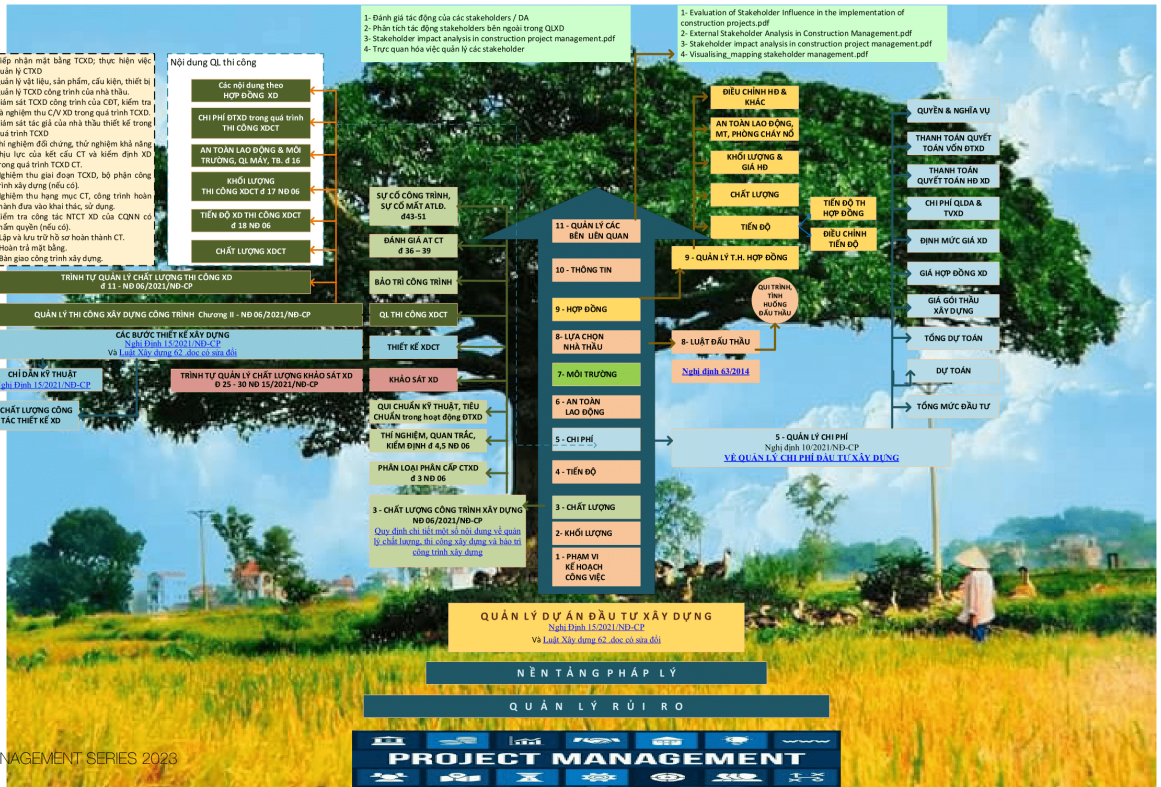 1- Đánh giá tác động của các stakeholders / DA
2- Phân tích tác động stakeholders bên ngoài trong QLXD
3- Stakeholder impact analysis in construction project management.pdf
4- Trực quan hóa việc quản lý các stakeholder
1- Evaluation of Stakeholder Influence in the implementation of
construction projects.pdf
2- External Stakeholder Analysis in Construction Management.pdf
3- Stakeholder impact analysis in construction project management.pdf
4- Visualising_mapping stakeholder management.pdf
iếp nhận mặt bằng TCXD; thực hiện việc
uản lý CTXD
uản lý vật liệu, sản phẩm, cấu kiện, thiết bị
uản lý TCXD công trình của nhà thầu.
iám sát TCXD công trình của CĐT, kiểm tra
à nghiệm thu C/V XD trong quá trình TCXD.
iám sát tác giả của nhà thầu thiết kế trong
uá trình TCXD
hí nghiệm đối chứng, thử nghiệm khả năng
hịu lực của kết cấu CT và kiểm định XD
rong quá trình TCXD CT.
ghiệm thu giai đoạn TCXD, bộ phận công
rình xây dựng (nếu có).
ghiệm thu hạng mục CT, công trình hoàn
hành đưa vào khai thác, sử dụng.
iểm tra công tác NTCT XD của CQNN có
hẩm quyền (nếu có).
Lập và lưu trữ hồ sơ hoàn thành CT.
Hoàn trả mặt bằng.
Bàn giao công trình xây dựng.
Nội dung QL thi công
Các nội dung theo
HỢP ĐỒNG XD
CHI PHÍ ĐTXD trong quá trình
THI CÔNG XDCT
AN TOÀN LAO ĐỘNG & MÔI
TRƯỜNG, QL MÁY, TB. đ 16
KHỐI LƯỢNG
THI CÔNG XDCT đ 17 NĐ 06
TIẾN ĐỘ XD THI CÔNG XDCT
đ 18 NĐ 06
CHẤT LƯỢNG XDCT
TRÌNH TỰ QUẢN LÝ CHẤT LƯỢNG THI CÔNG XD
đ 11 - NĐ 06/2021/NĐ-CP
QUẢN LÝ THI CÔNG XÂY DỰNG CÔNG TRÌNH Chương II - NĐ 06/2021/NĐ-CP
CÁC BƯỚC THIẾT KẾ XÂY DỰNG
Nghị Định 15/2021/NĐ-CP
Và Luật Xây dựng 62 .doc có sửa đổi
CHỈ DẪN KỸ THUẬT
ghị Định 15/2021/NĐ-CP
CHẤT LƯỢNG CÔNG
TÁC THIẾT KẾ XD
TRÌNH TỰ QUẢN LÝ CHẤT LƯỢNG KHẢO SÁT XD
Đ 25 - 30 NĐ 15/2021/NĐ-CP
SỰ CỐ CÔNG TRÌNH,
SỰ CỐ MẤT ATLĐ.
đ43-51
ĐÁNH GIÁ AT CT
đ 36 – 39
BẢO TRÌ CÔNG TRÌNH
QL THI CÔNG XDCT
THIẾT KẾ XDCT
KHẢO SÁT XD
QUI CHUẨN KỸ THUẬT, TIÊU
CHUẨN trong hoạt động ĐTXD
THÍ NGHIỆM, QUAN TRẮC,
KIỂM ĐỊNH đ 4,5 NĐ 06
PHÂN LOẠI PHÂN CẤP CTXD
đ 3 NĐ 06
3 - CHẤT LƯỢNG CÔNG TRÌNH XÂY DỰNG
NĐ 06/2021/NĐ-CP
Quy định chi tiết một số nội dung về quản
lý chất lượng, thi công xây dựng và bảo trì
công trình xây dựng
11 - QUẢN LÝ CÁC
BÊN LIÊN QUAN
10 - THÔNG TIN
9 - HỢP ĐỒNG
8- LỰA CHỌN
NHÀ THẦU
7- MÔI TRƯỜNG
6 - AN TOÀN
LAO ĐỘNG
5 - CHI PHÍ
4 - TIẾN ĐỘ
3 - CHẤT LƯỢNG
2- KHỐI LƯỢNG
1 - PHẠM VI
KẾ HOẠCH
CÔNG VIỆC
ĐIỀU CHỈNH HĐ &
KHÁC
AN TOÀN LAO ĐỘNG,
MT, PHÒNG CHÁY NỔ
KHỐI LƯỢNG &
GIÁ HĐ
CHẤT LƯỢNG
TIẾN ĐỘ
TIẾN ĐỘ TH
HỢP ĐỒNG
ĐIỀU CHỈNH
TIẾN ĐỘ
9 - QUẢN LÝ T.H. HỢP ĐỒNG
QUI TRÌNH,
TÌNH
HUỐNG
ĐẤU THẦU
8- LUẬT ĐẤU THẦU
Nghị định 63/2014
QUYỀN & NGHĨA VỤ
THANH TOÁN QUYẾT
TOÁN VỐN ĐTXD
THANH TOÁN
QUYẾT TOÁN HĐ XD
CHI PHÍ QLDA &
TVXD
ĐỊNH MỨC GIÁ XD
GIÁ HỢP ĐỒNG XD
GIÁ GÓI THẦU
XÂY DỰNG
TỔNG DỰ TOÁN
DỰ TOÁN
TỔNG MỨC ĐẦU TƯ
5 - QUẢN LÝ CHI PHÍ
Nghị định 10/2021/NĐ-CP
VỀ QUẢN LÝ CHI PHÍ ĐẦU TƯ XÂY DỰNG
QUẢN LÝ DỰ ÁN ĐẦU TƯ XÂY DỰNG
Nghị Định 15/2021/NĐ-CP
Và Luật Xây dựng 62 .doc có sửa đổi
NỀN TẢNG PHÁP LÝ
QUẢN LÝ RỦI RO
NAGEMENT SERIES 2023
PROJECT MANAGEMENT